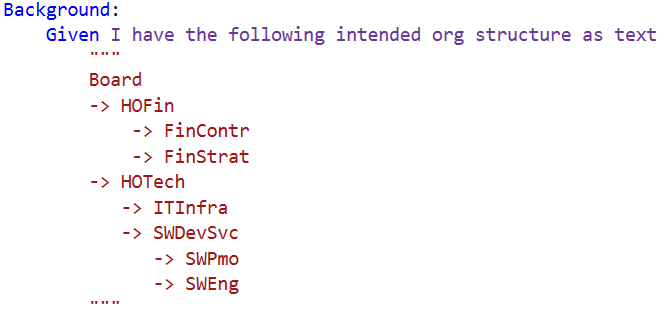 Background:
    Given I have the following intended org structure as text
        """
        Board
        -> HOFin
            -> FinContr
            -> FinStrat
        -> HOTech
           -> ITInfra
           -> SWDevSvc
              -> SWPmo
              -> SWEng
        """